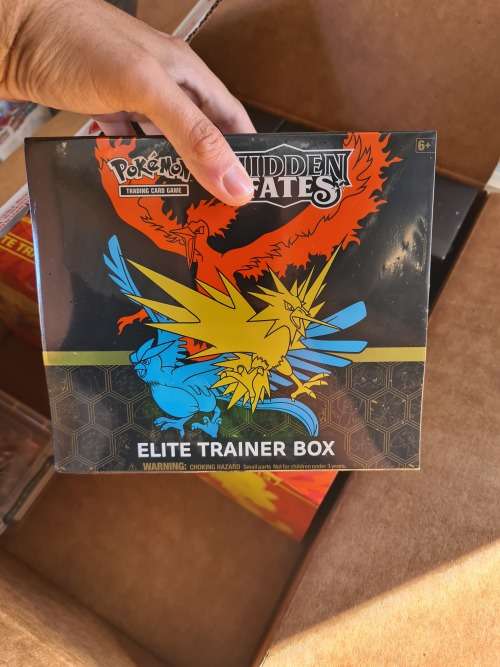 6+
POKéMON
TRADING CARD GAME
HIDDEN
FATES
ELITE TRAINER BOX
WARNING: CHOKING HAZARD Small parts Not for children under 3 years.